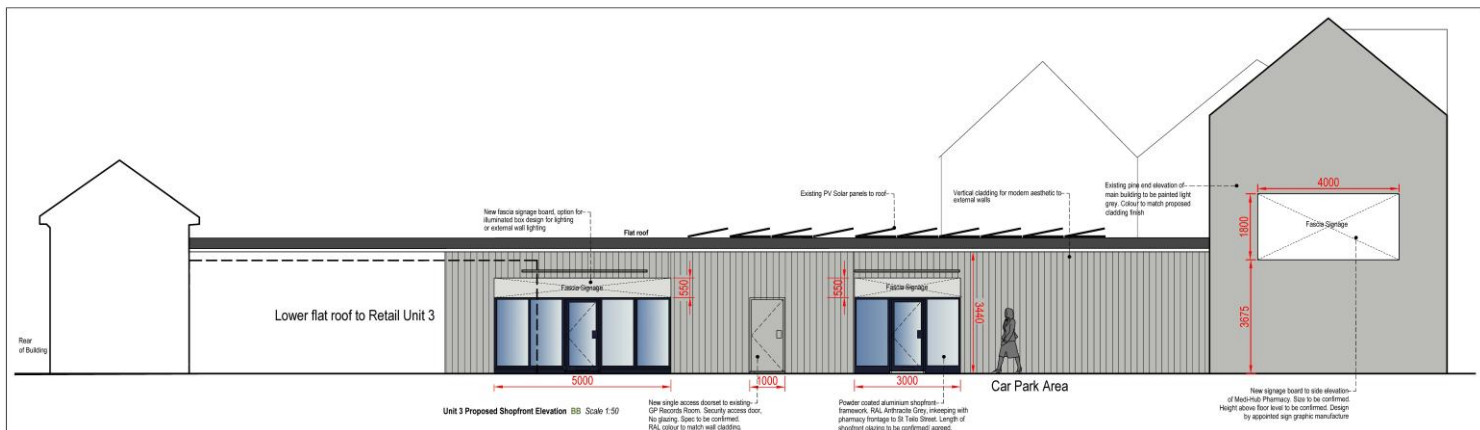 Existing PV Solar panels to roof
Vertical cladding for modern aesthetic to
external walls
Existing pine end elevation of
main building to be painted light
grey. Colour to match proposed
cladding finish
4000
1800
Fascia Signage
3675
New fascia signage board, option for
illuminated box design for lighting
or external wall lighting
Flat roof
Fascia Signage
550
550
Fascia Signage
3440
Lower flat roof to Retail Unit 3
Rear
of Building
5000
1000
3000
Car Park Area
Unit 3 Proposed Shopfront Elevation BB Scale 1:50
New single access doorset to existing
GP Records Room. Security access door,
No glazing. Spec to be confirmed.
RAL colour to match wall cladding.
Powder coated aluminium shopfront
framework, RAL Anthracite Grey, inkeeping with
pharmacy frontage to St Teilo Street. Length of
shopfront glazing to be confirmed/ agreed.
New signage board to side elevation
of Medi-Hub Pharmacy. Size to be confirmed.
Height above floor level to be confirmed. Design
by appointed sign graphic manufacture